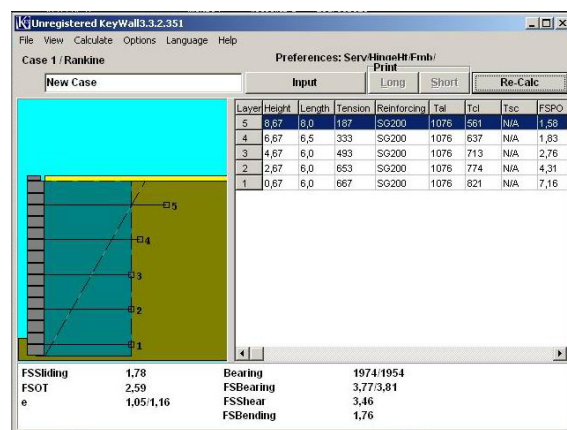 Unregistered KeyWall3.3.2.351
File View Calculate Options Language Help
Case 1 / Rankine
Preferences: Serv/HingeHt/Emb/
Print
New Case
Input
Long
Short
Re-Calc
Layer Height Length Tension Reinforcing Tal Tcl Tsc FSPO
5 8,67 8,0 187 SG200 1076 561 N/A 1,58
4 6,67 6,5 333 SG200 1076 637 N/A 1,83
3 4,67 6,0 493 SG200 1076 713 N/A 2,76
2 2,67 6,0 653 SG200 1076 774 N/A 4,31
1 0,67 6,0 667 SG200 1076 821 N/A 7,16
5
4
3
2
1
FSSliding 1,78 Bearing 1974/1954
FSOT 2,59 FSBearing 3,77/3,81
e 1,05/1,16 FSShear 3,46
FSBending 1,76